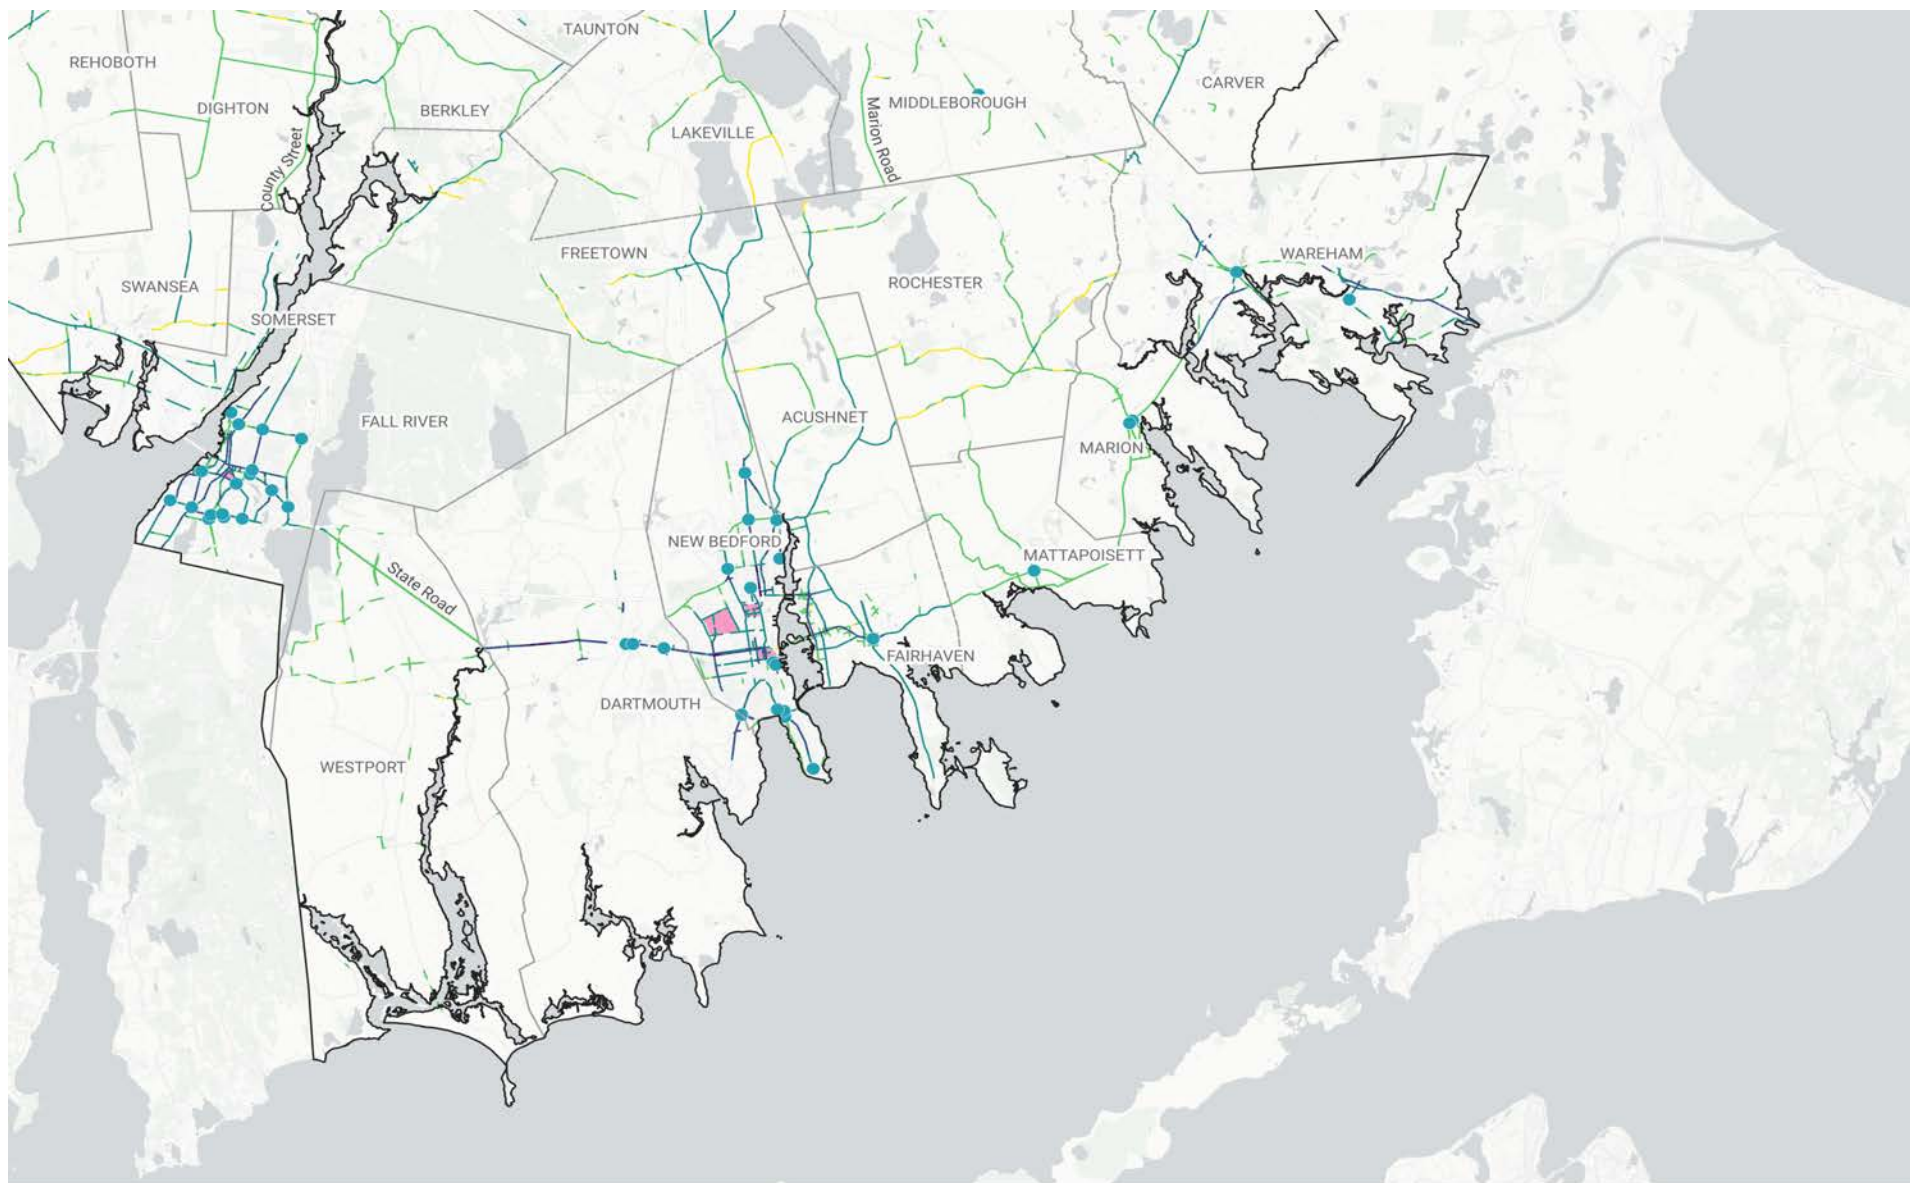 TAUNTON
REHOBOTH
CARVER
DIGHTON
BERKLEY
MIDDLEBOROUGH
LAKEVILLE
Marion Road
County Street
FREETOWN
WAREHAM
SWANSEA
ROCHESTER
SOMERSET
FALL RIVER
ACUSHNET
MARION
NEW BEDFORD
MATTAPOISETT
State Road
FAIRHAVEN
DARTMOUTH
WESTPORT